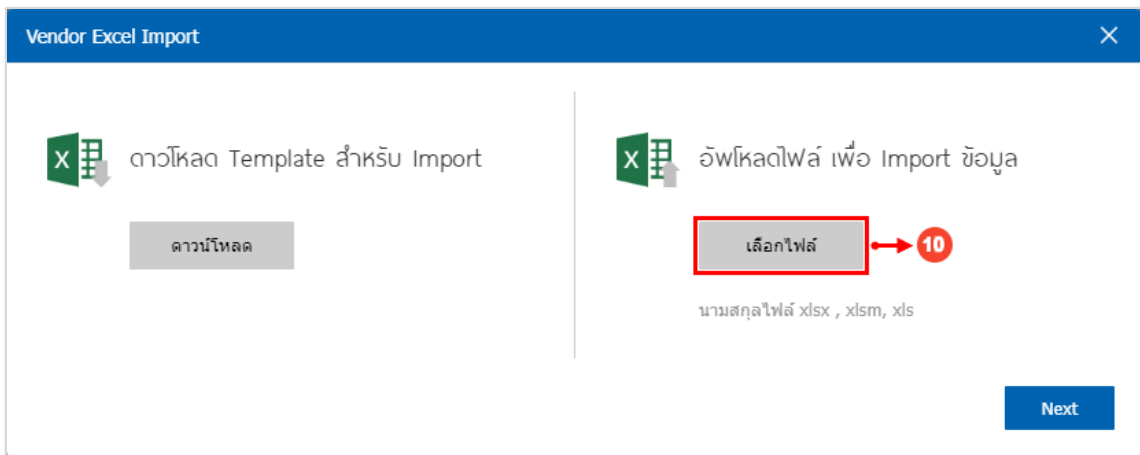 Vendor Excel Import
ดาวน์โหลด Template สำหรับ Import
ดาวน์โหลด
อัพโหลดไฟล์ เพื่อ Import ข้อมูล
เลือกไฟล์
10
นามสกุลไฟล์ xlsx , xlsm, xls
Next